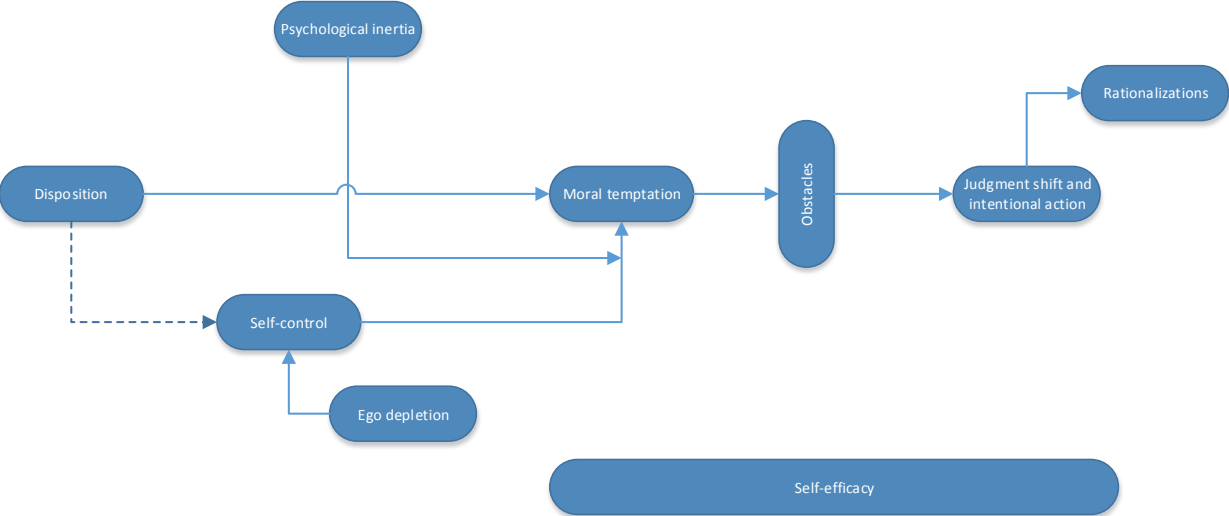 Psychological inertia
Rationalizations
Disposition
Moral temptation
Obstacles
Judgment shift and
intentional action
Self-control
Ego depletion
Self-efficacy